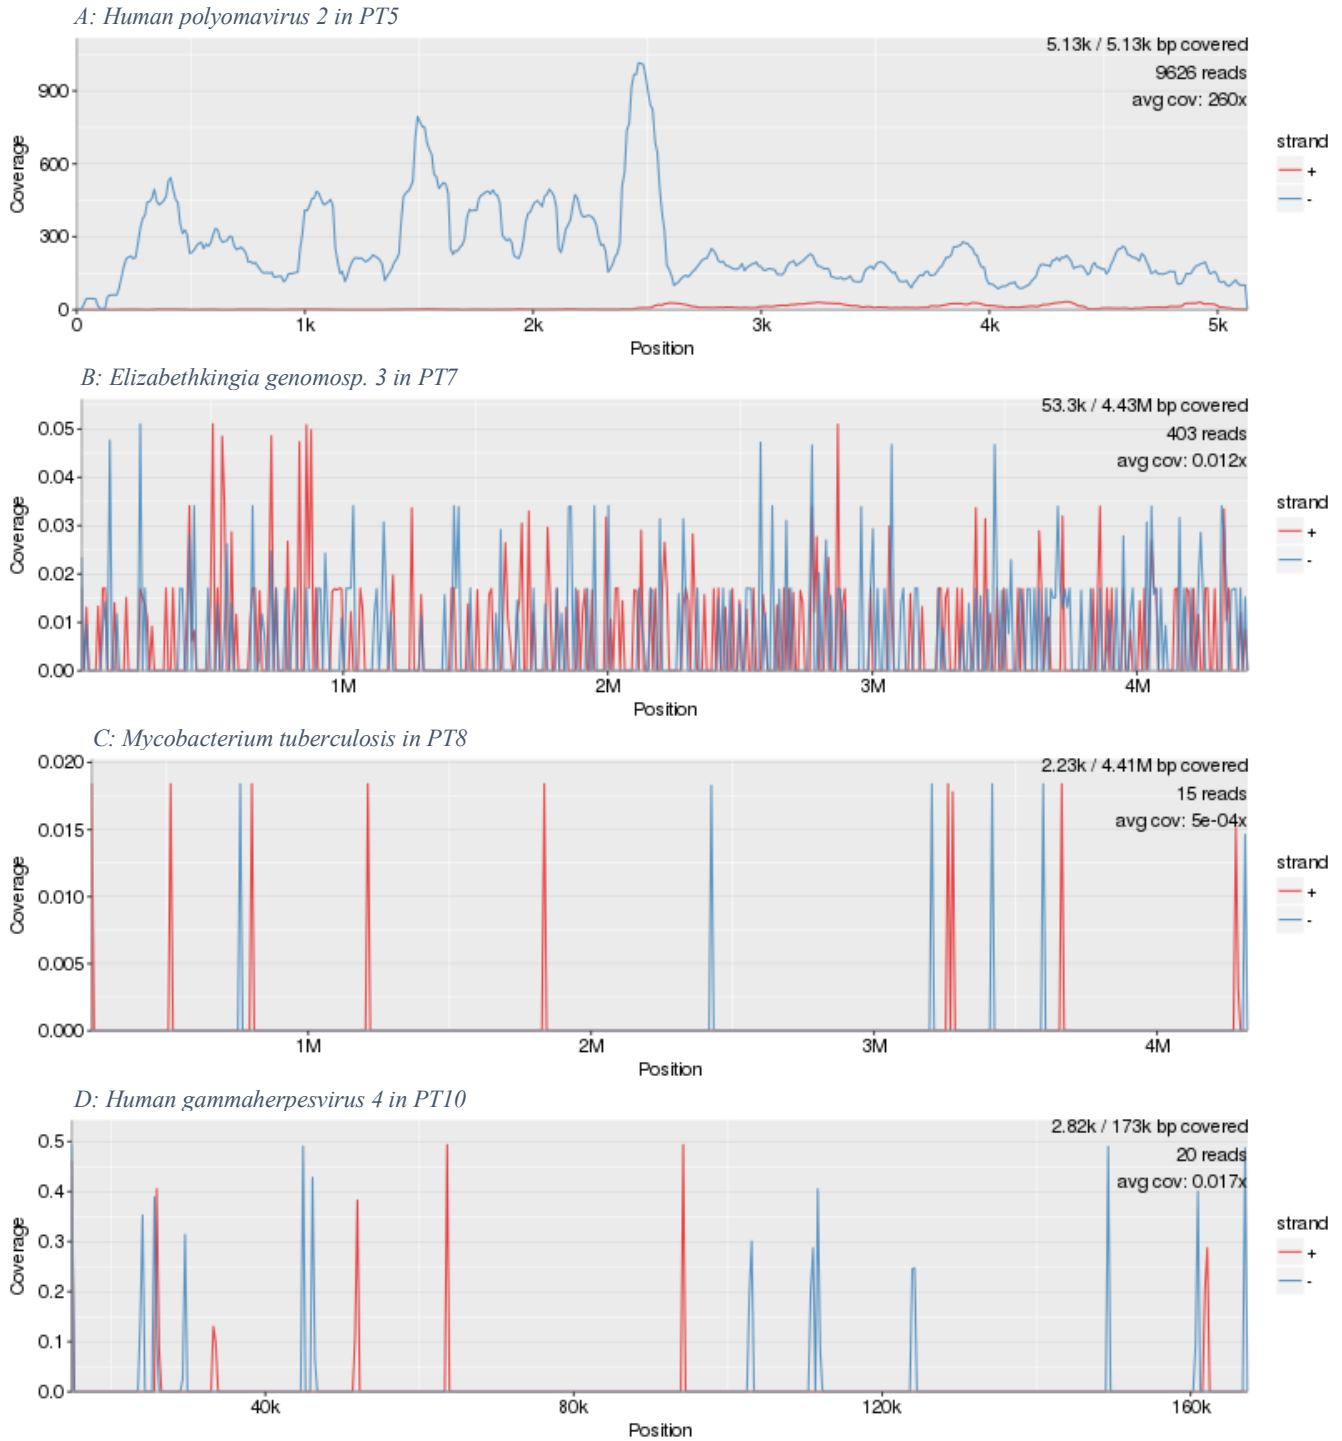 A: Human polyomavirus 2 in PT5
5.13k / 5.13k bp covered
9626 reads
avg cov: 260x
900
600
300
0
Coverage
0 1k 2k 3k 4k 5k
Position
strand
+
-
B: Elizabethkingia genomosp. 3 in PT7
53.3k / 4.43M bp covered
403 reads
avg cov: 0.012x
0.05
0.04
0.03
0.02
0.01
0.00
Coverage
1M 2M 3M 4M
Position
strand
+
-
C: Mycobacterium tuberculosis in PT8
2.23k / 4.41M bp covered
15 reads
avg cov: 5e-04x
0.020
0.015
0.010
0.005
0.000
Coverage
1M 2M 3M 4M
Position
strand
+
-
D: Human gammaherpesvirus 4 in PT10
2.82k / 173k bp covered
20 reads
avg cov: 0.017x
0.5
0.4
0.3
0.2
0.1
0.0
Coverage
40k 80k 120k 160k
Position
strand
+
-